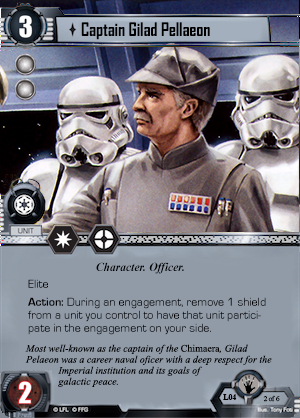 3
Captain Gilad Pellaeon
UNIT
Character. Officer.
Elite
Action: During an engagement, remove 1 shield
from a unit you control to have that unit partici-
pate in the engagement on your side.
Most well-known as the captain of the Chimaera, Gilad
Pelaeon was a career naval oficer with a deep respect for the
Imperial institution and its goals of
galactic peace.
2
L04
2 of 6
© LFL © FFG
Illus. Tony Foti